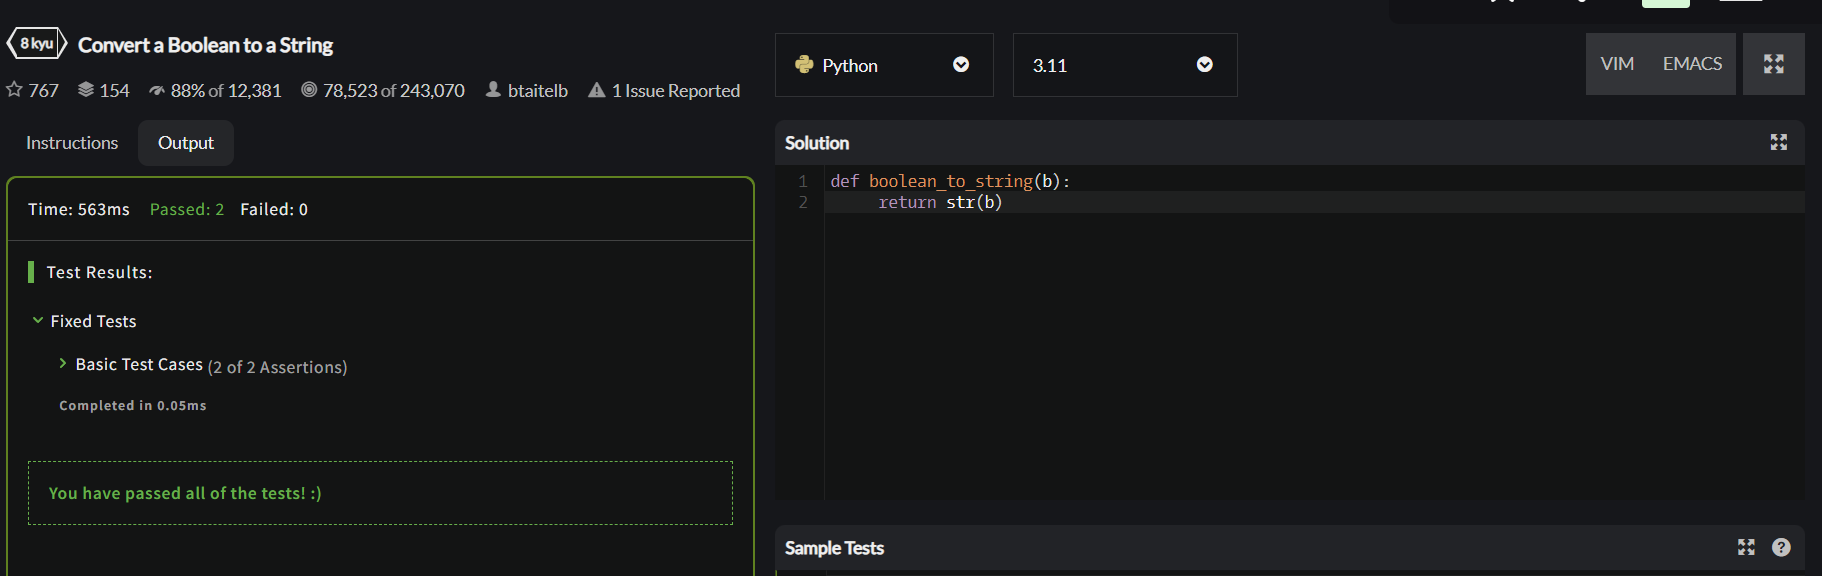 8 kyu Convert a Boolean to a String
767 154 88% of 12,381 78,523 of 243,070 btaitelb 1 Issue Reported
Instructions Output
Time: 563ms Passed: 2 Failed: 0
Test Results:
Fixed Tests
Basic Test Cases (2 of 2 Assertions)
Completed in 0.05ms
You have passed all of the tests! :)
Python 3.11 VIM EMACS
Solution
1 def boolean_to_string(b):
2 return str(b)
Sample Tests ?